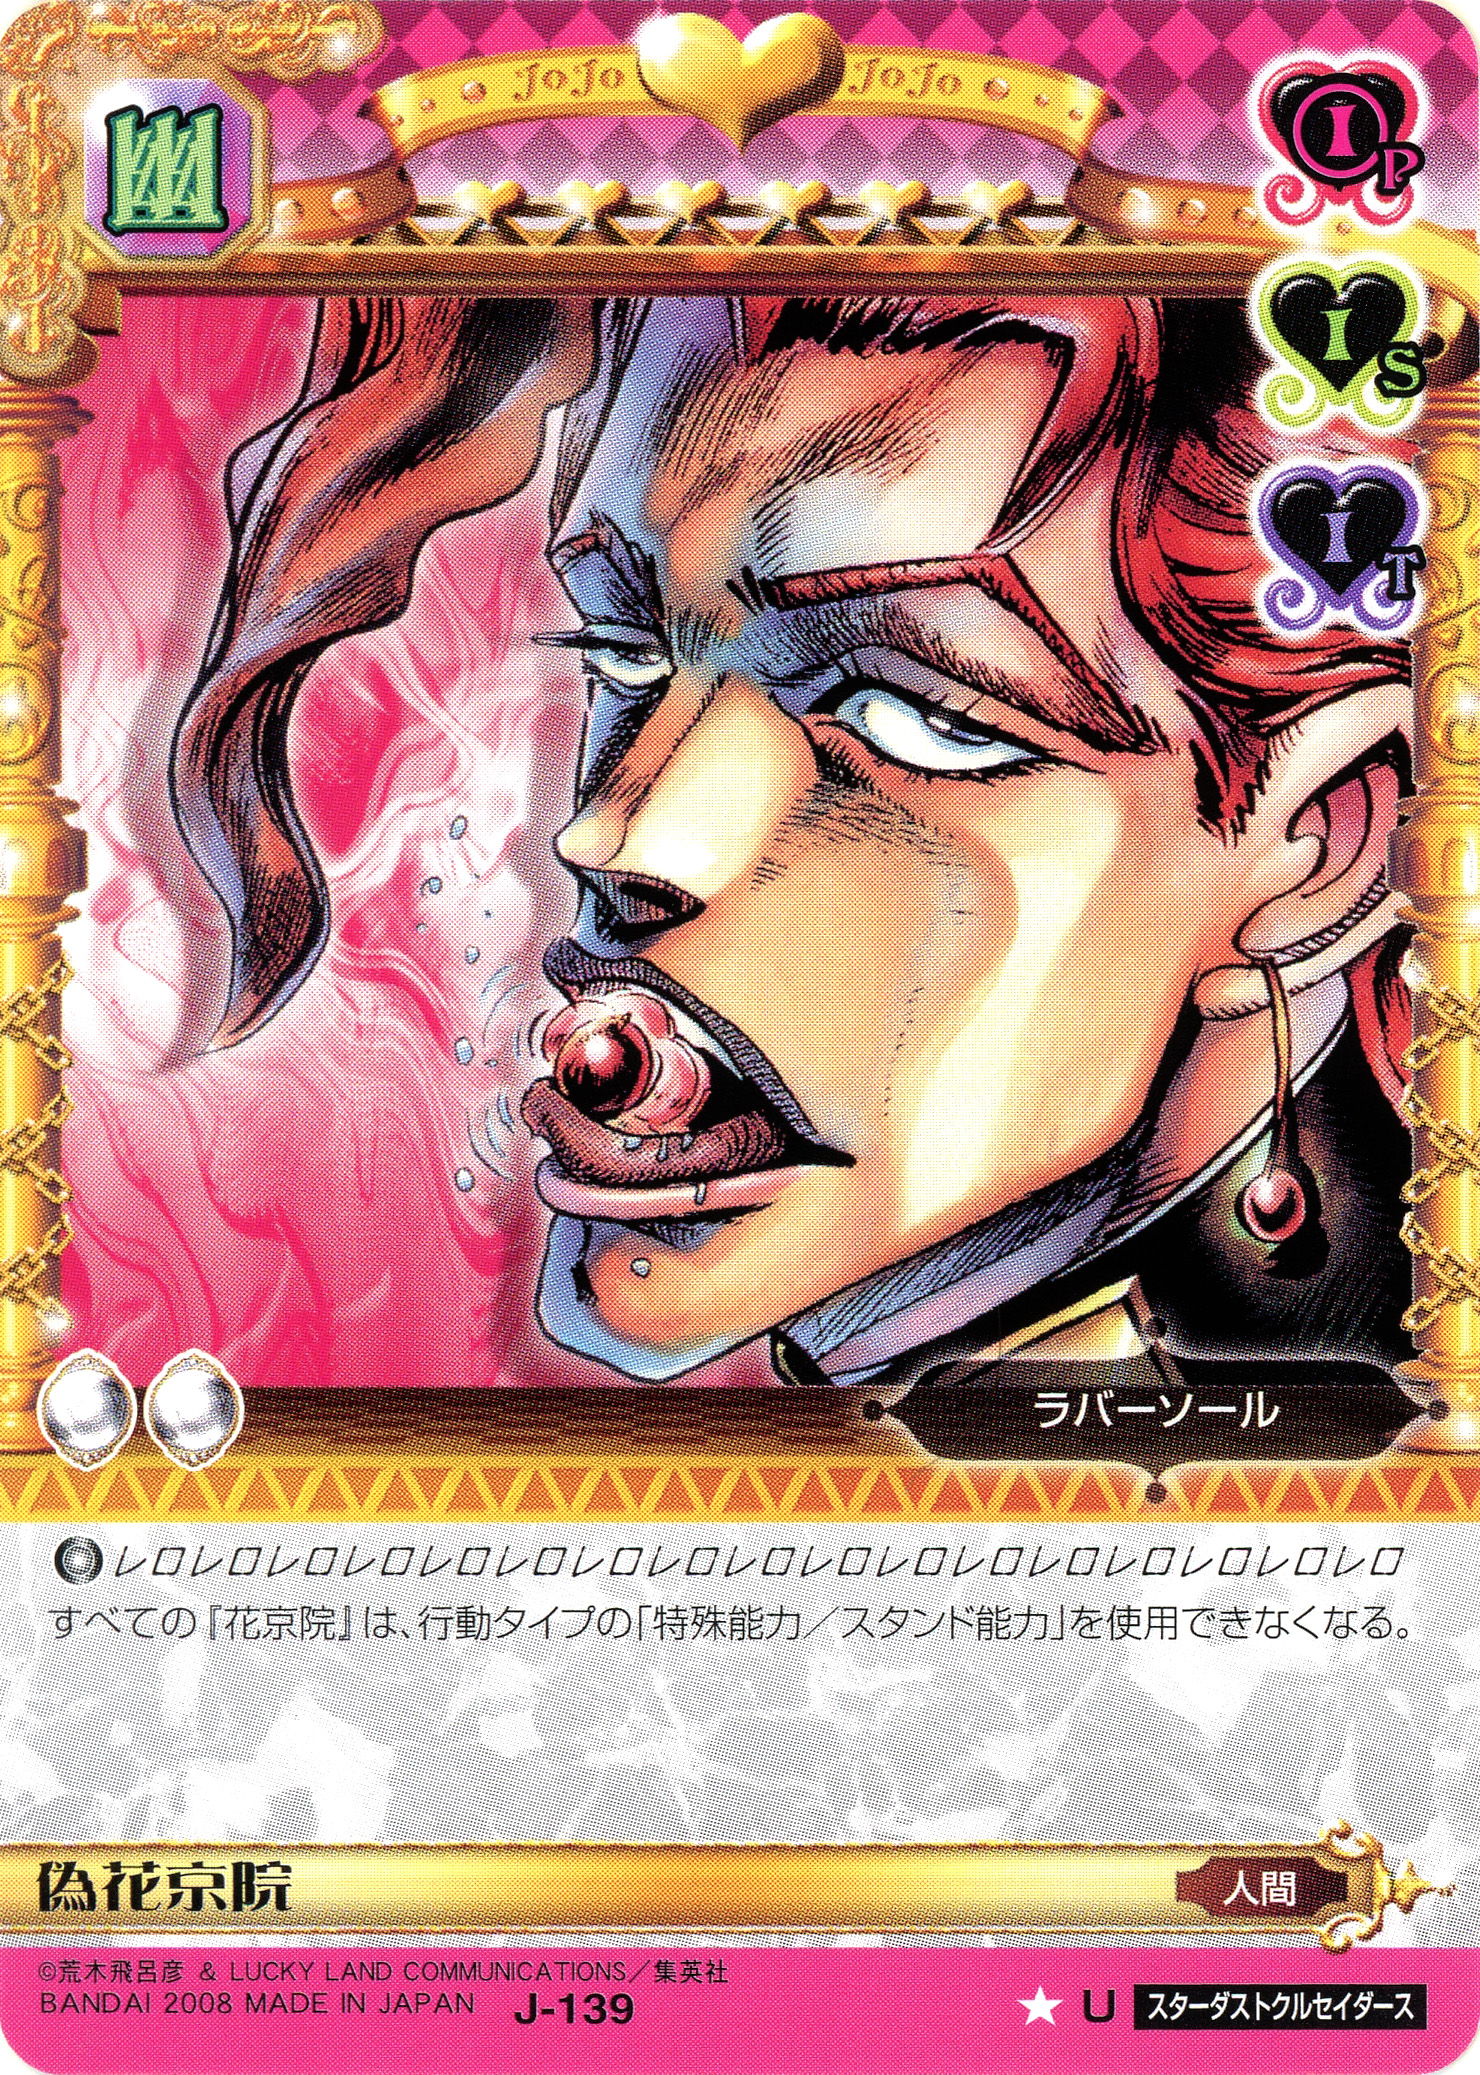 JoJo JoJo
I P
I S
I T
ラバーソール
レロレロレロレロレロレロレロレロレロレロレロレロレロレロレロレロレロ
すべての『花京院』は、行動タイプの「特殊能力／スタンド能力」を使用できなくなる。
偽花京院
人間
©荒木飛呂彦 & LUCKY LAND COMMUNICATIONS／集英社
BANDAI 2008 MADE IN JAPAN J-139
★ U スターダストクルセイダース